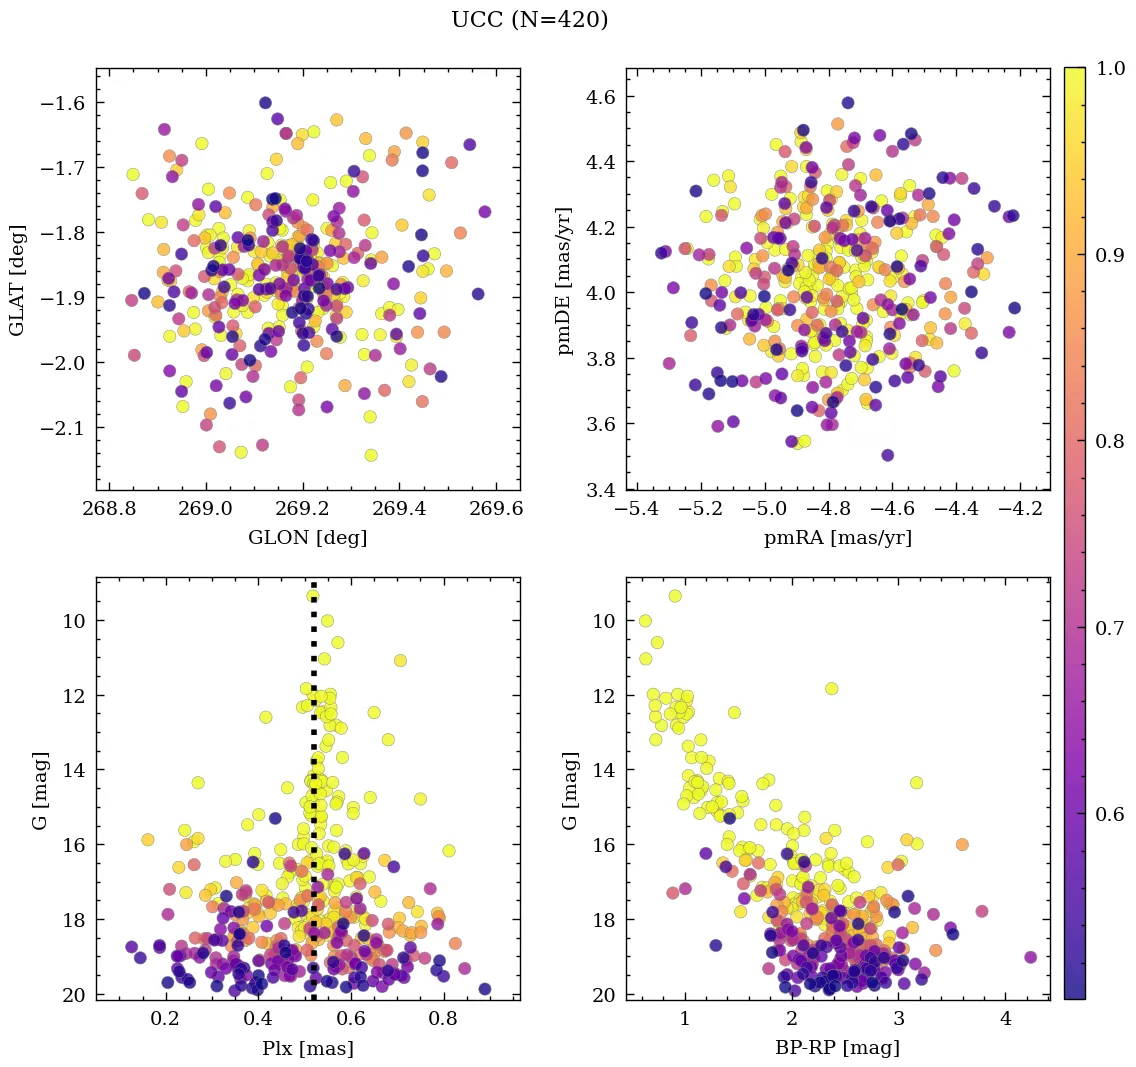 UCC (N=420)
−1.6
−1.7
−1.8
−1.9
−2.0
−2.1
GLAT [deg]
268.8 269.0 269.2 269.4 269.6
GLON [deg]
4.6
4.4
4.2
4.0
3.8
3.6
3.4
pmDE [mas/yr]
−5.4 −5.2 −5.0 −4.8 −4.6 −4.4 −4.2
pmRA [mas/yr]
1.0
0.9
0.8
0.7
0.6
10
12
14
16
18
20
G [mag]
0.2 0.4 0.6 0.8
Plx [mas]
10
12
14
16
18
20
G [mag]
1 2 3 4
BP-RP [mag]